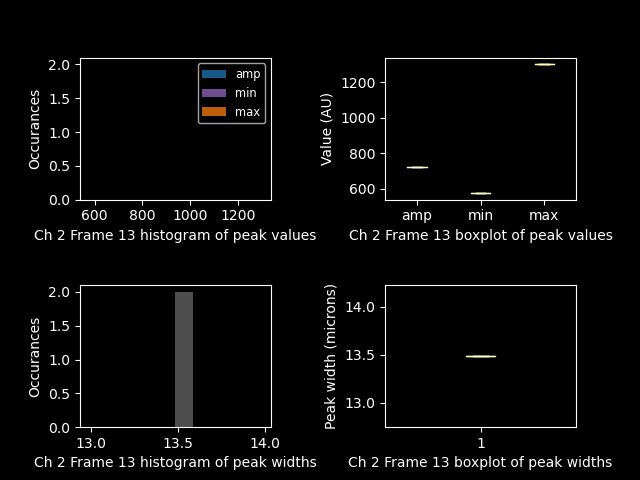 2.0
1.5
1.0
0.5
0.0
Occurances
600 800 1000 1200
amp
min
max
Ch 2 Frame 13 histogram of peak values
1200
1000
800
600
Value (AU)
amp min max
Ch 2 Frame 13 boxplot of peak values
2.0
1.5
1.0
0.5
0.0
Occurances
13.0 13.5 14.0
Ch 2 Frame 13 histogram of peak widths
14.0
13.5
13.0
Peak width (microns)
1
Ch 2 Frame 13 boxplot of peak widths